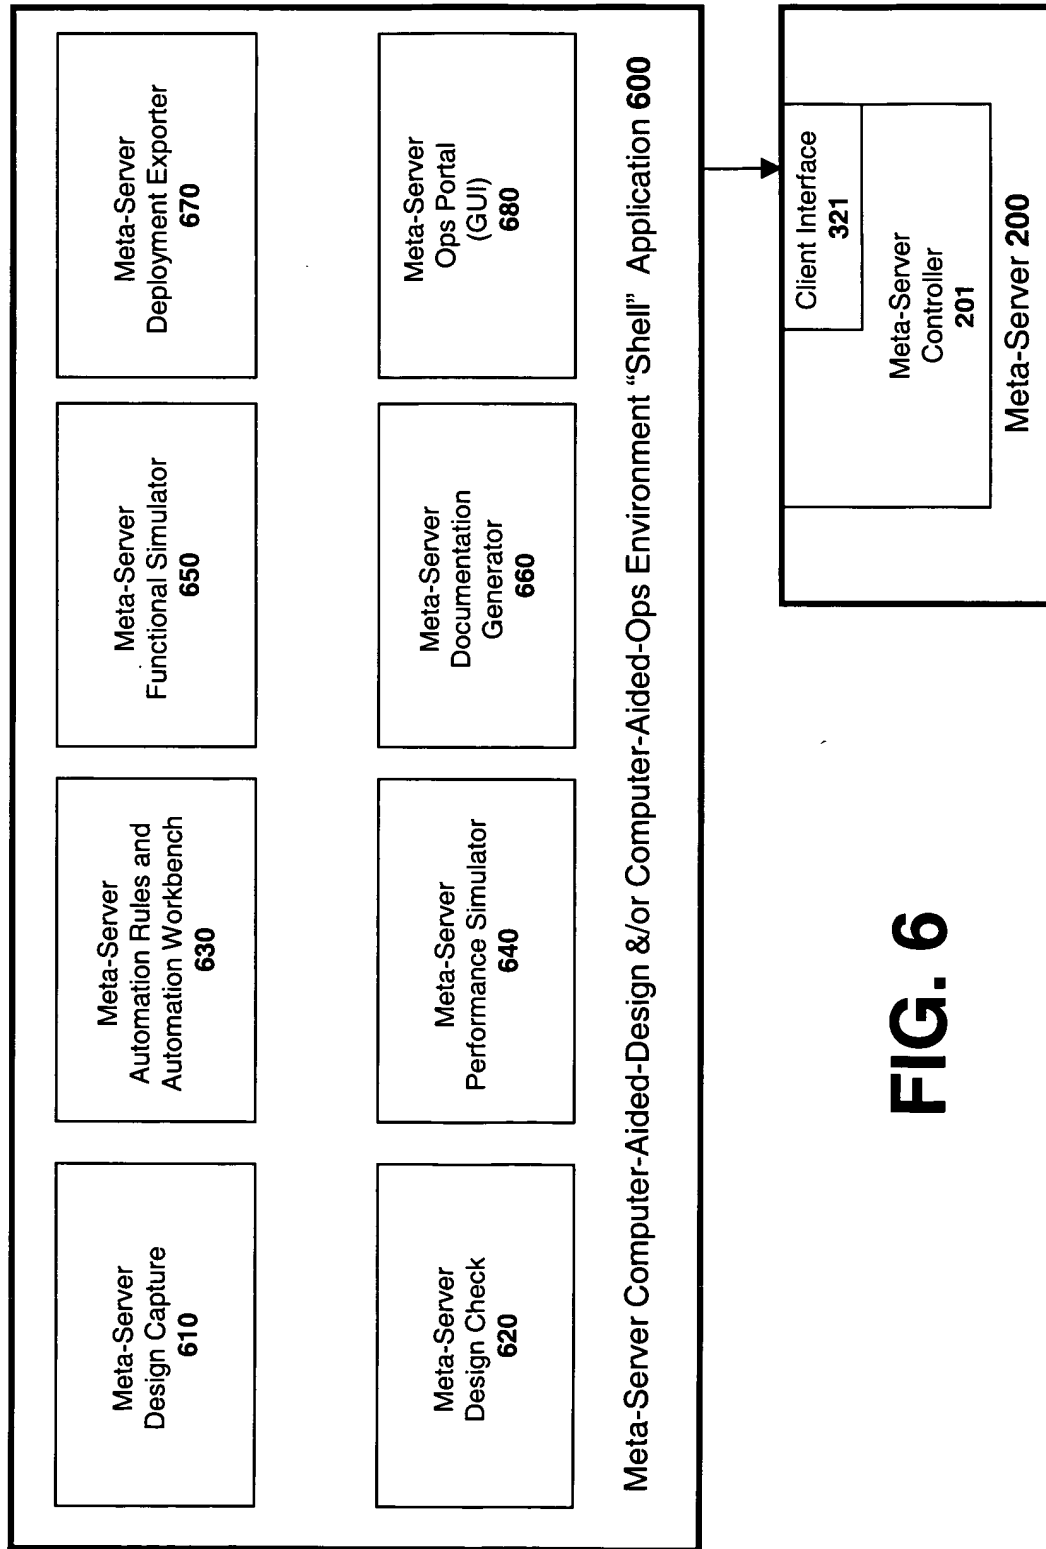 Meta-Server
Design Capture
610
Meta-Server
Automation Rules and
Automation Workbench
630
Meta-Server
Functional Simulator
650
Meta-Server
Deployment Exporter
670
Meta-Server
Design Check
620
Meta-Server
Performance Simulator
640
Meta-Server
Documentation
Generator
660
Meta-Server
Ops Portal
(GUI)
680
Meta-Server Computer-Aided-Design &/or Computer-Aided-Ops Environment “Shell” Application 600
Client Interface
321
Meta-Server
Controller
201
Meta-Server 200
FIG. 6